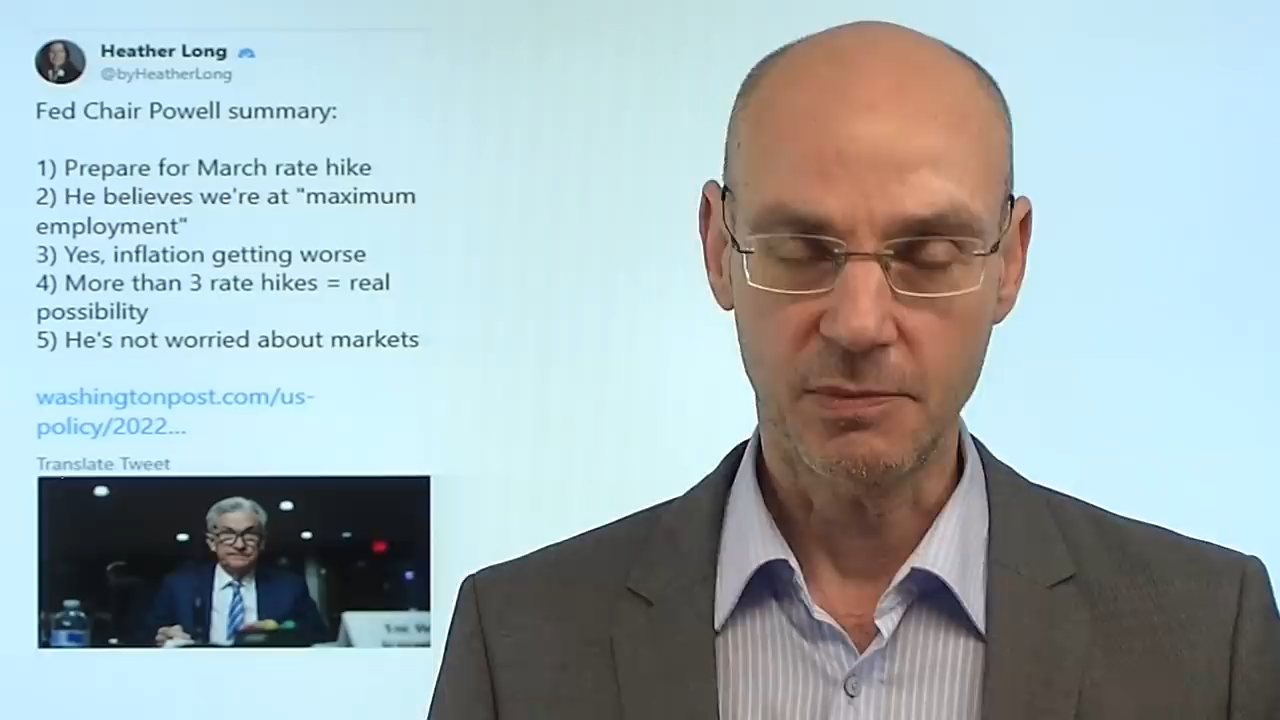 Heather Long
@byHeatherLong
Fed Chair Powell summary:
1) Prepare for March rate hike
2) He believes we're at "maximum
employment"
3) Yes, inflation getting worse
4) More than 3 rate hikes = real
possibility
5) He's not worried about markets
washingtonpost.com/us-
policy/2022...
Translate Tweet